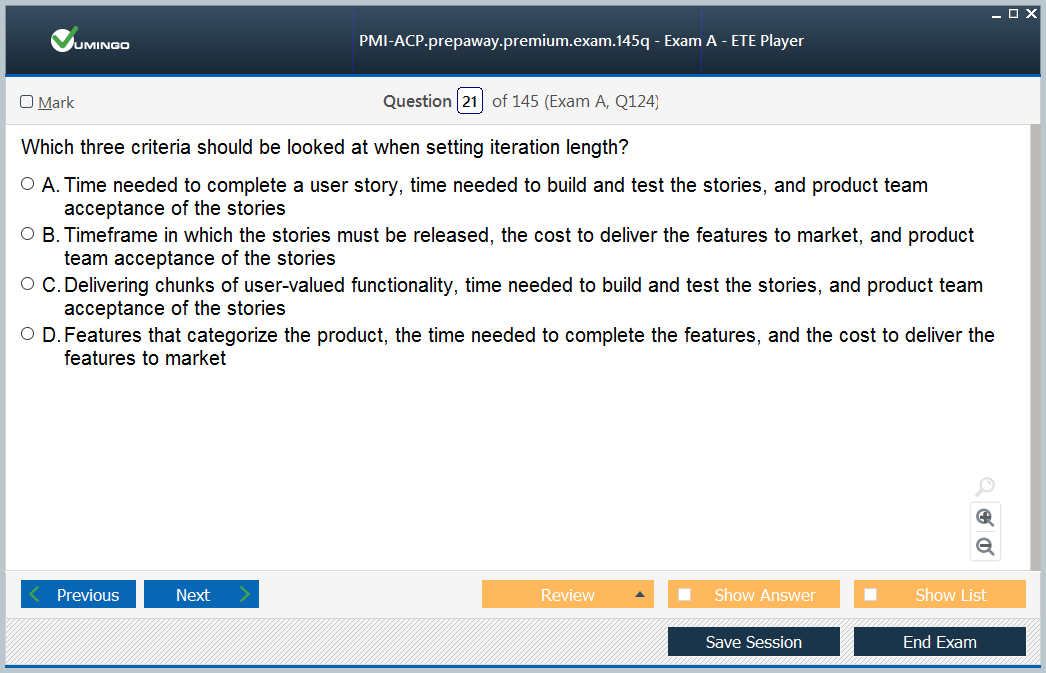 VUMINGO
PMI-ACP.prepaway.premium.exam.145q - Exam A - ETE Player
Mark
Question 21 of 145 (Exam A, Q124)
Which three criteria should be looked at when setting iteration length?
A. Time needed to complete a user story, time needed to build and test the stories, and product team
acceptance of the stories
B. Timeframe in which the stories must be released, the cost to deliver the features to market, and product
team acceptance of the stories
C. Delivering chunks of user-valued functionality, time needed to build and test the stories, and product team
acceptance of the stories
D. Features that categorize the product, the time needed to complete the features, and the cost to deliver the
features to market
Previous Next Review Show Answer Show List
Save Session End Exam